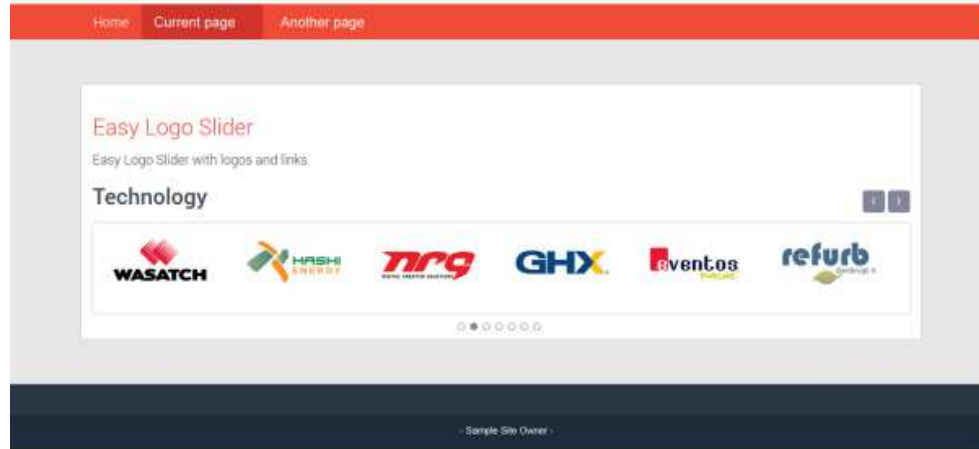 Home Current page Another page
Easy Logo Slider
Easy Logo Slider with logos and links.
Technology
WASATCH
HASHI
ENERGY
nrg
GHX
eventos
refurb
- Sample Site Owner -